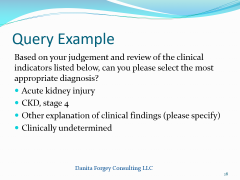 Query Example
Based on your judgement and review of the clinical
indicators listed below, can you please select the most
appropriate diagnosis?
Acute kidney injury
CKD, stage 4
Other explanation of clinical findings (please specify)
Clinically undetermined
Danita Forgey Consulting LLC